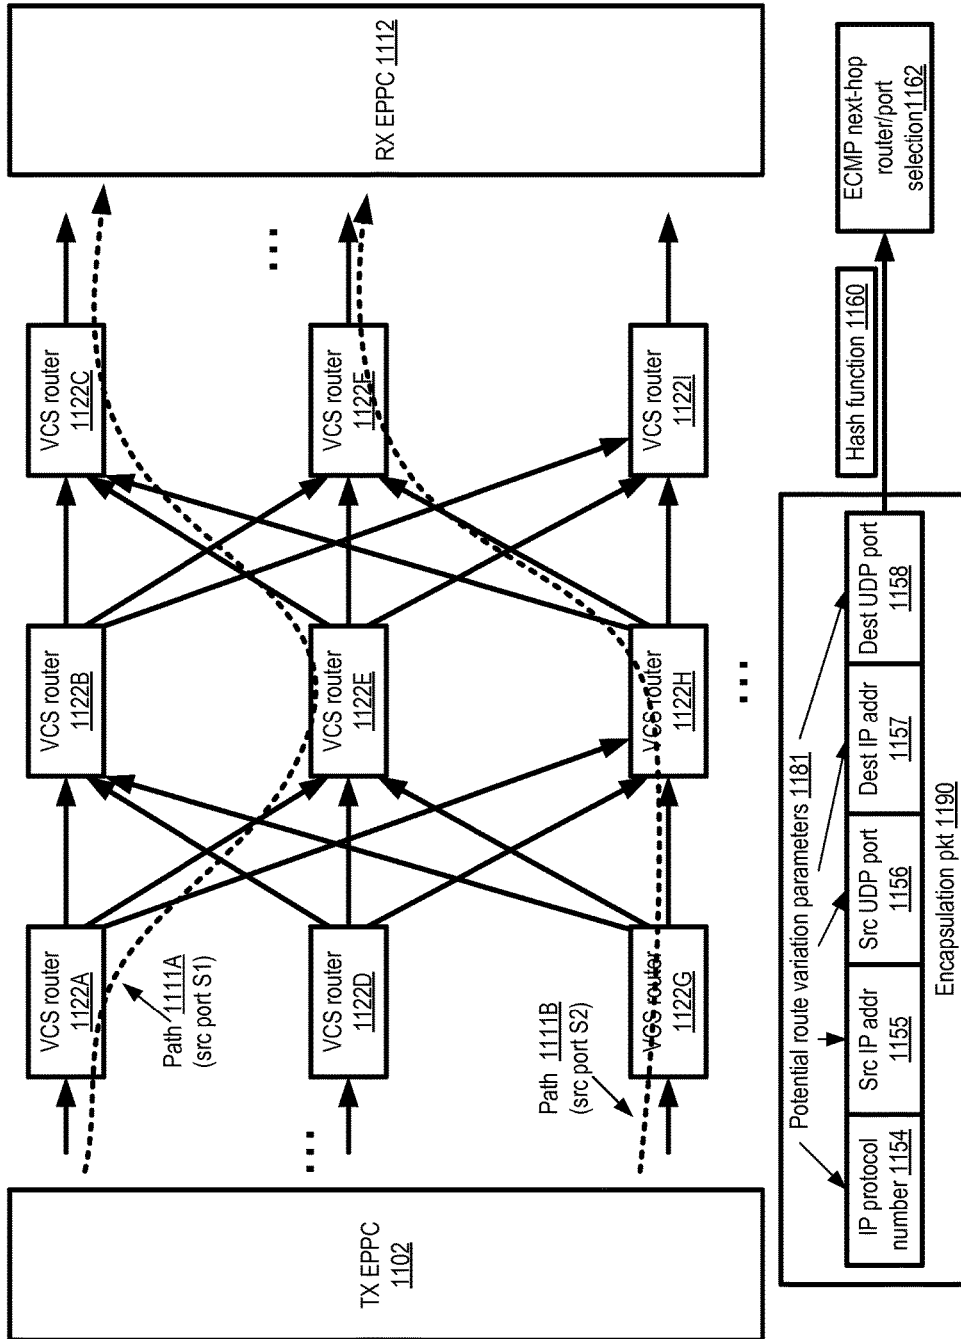 TX EPPC
1102
VCS router
1122A
VCS router
1122B
VCS router
1122C
Path 1111A
(src port S1)
VCS router
1122D
VCS router
1122E
VCS router
1122F
Path 1111B
(src port S2)
VCS router
1122G
VCS router
1122H
VCS router
1122I
RX EPPC 1112
Potential route variation parameters 1181
IP protocol
number 1154
Src IP addr
1155
Src UDP port
1156
Dest IP addr
1157
Dest UDP port
1158
Encapsulation pkt 1190
Hash function 1160
ECMP next-hop
router/port
selection1162